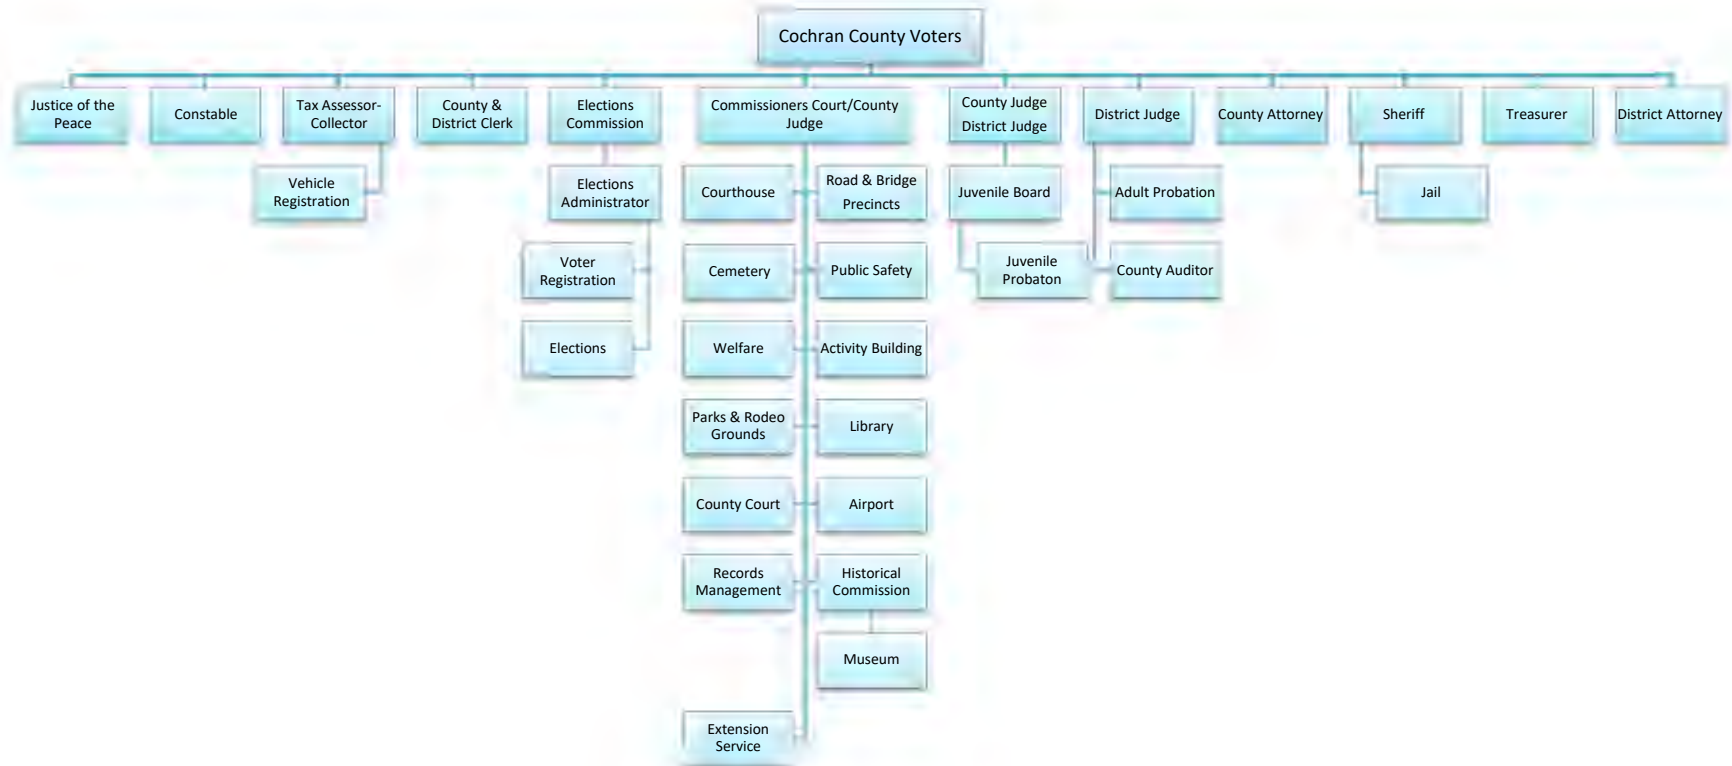 Cochran County Voters
Justice of the
Peace
Constable
Tax Assessor-
Collector
County &
District Clerk
Elections
Commission
Commissioners Court/County
Judge
County Judge
District Judge
District Judge
County Attorney
Sheriff
Treasurer
District Attorney
Vehicle
Registration
Elections
Administrator
Courthouse
Road & Bridge
Precincts
Juvenile Board
Adult Probation
Jail
Voter
Registration
Cemetery
Public Safety
Juvenile
Probaton
County Auditor
Elections
Welfare
Activity Building
Parks & Rodeo
Grounds
Library
County Court
Airport
Records
Management
Historical
Commission
Museum
Extension
Service